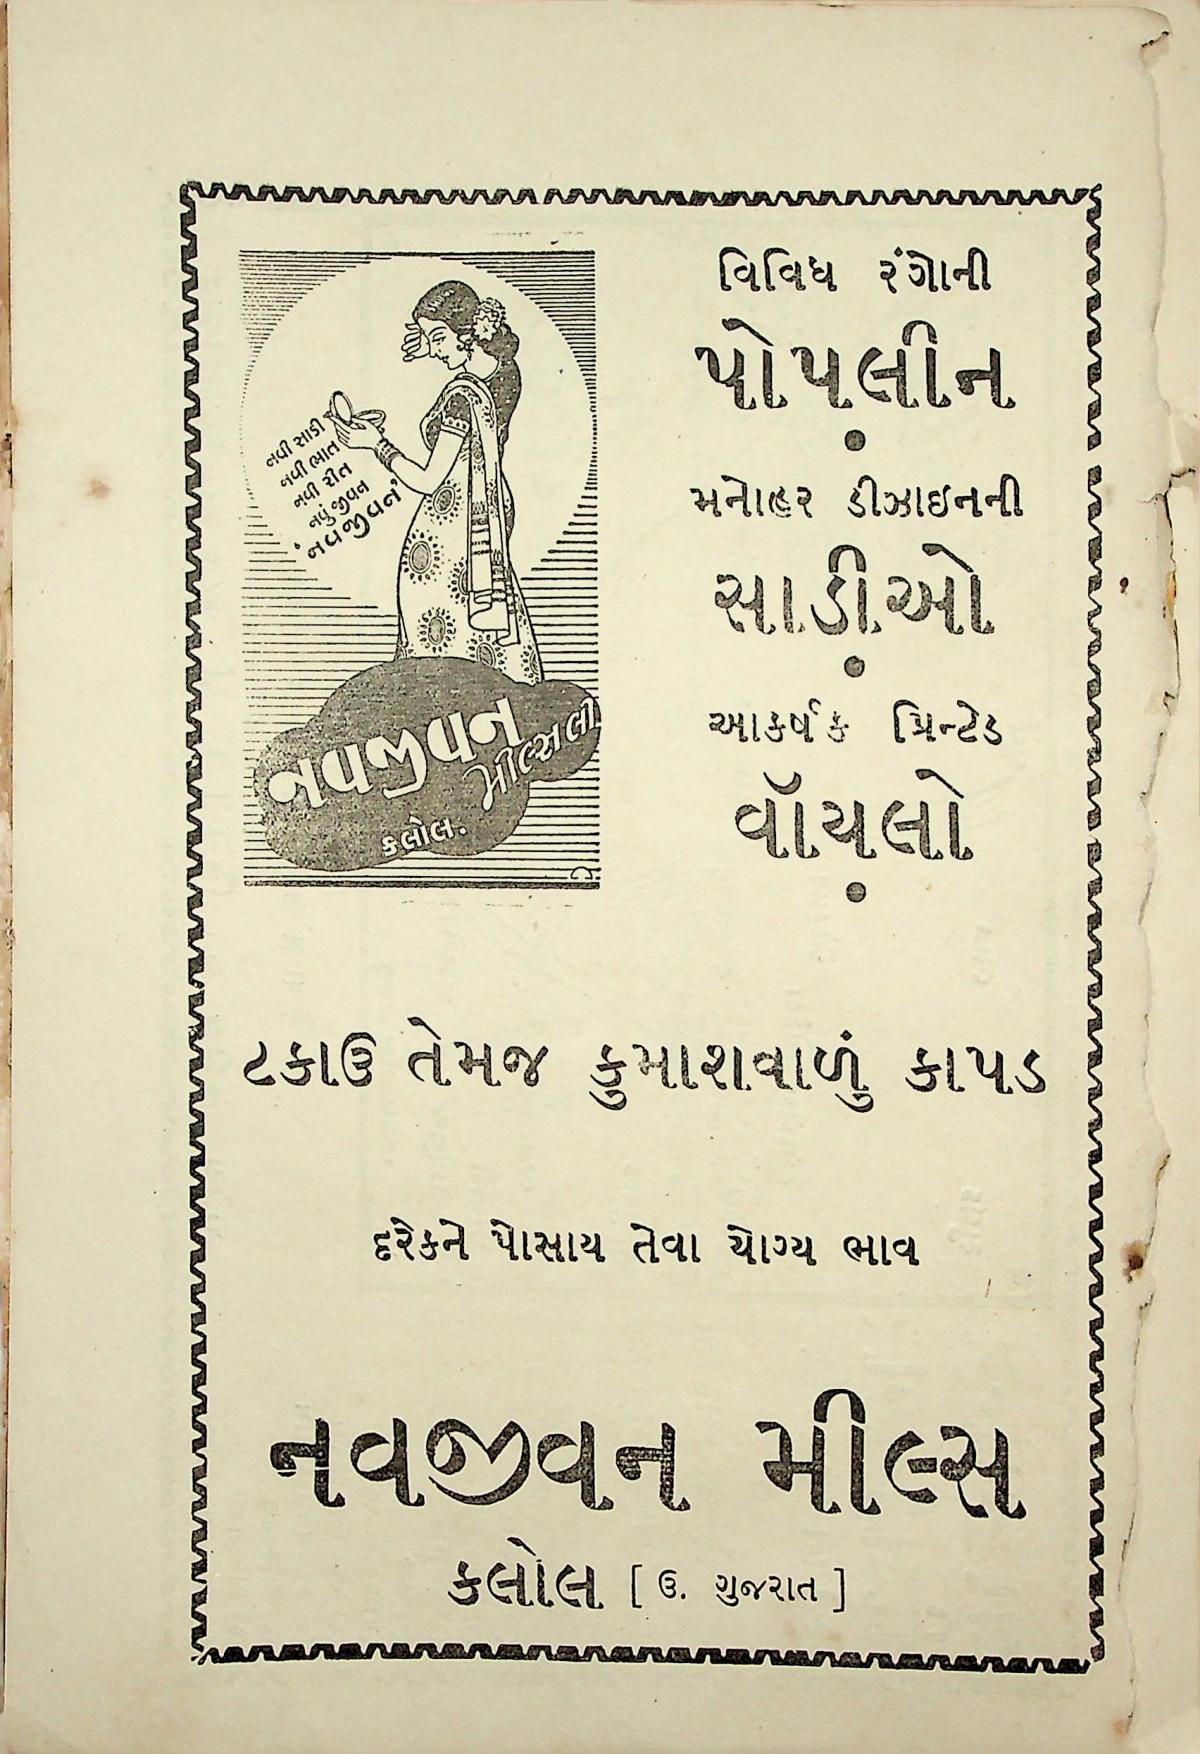 નવી સાડી
નવી ભાત
નવી રીત
નવું જીવન
'નવજીવન'
નવજીવન
મીલ્સ લી.
કલોલ.
વિવિધ રંગોની
પોપલીન
મનોહર ડીઝાઇનની
સાડીઓ
આકર્ષક પ્રિન્ટેડ
વૉયલો
ટકાઉ તેમજ કુમાશવાળું કાપડ
દરેકને પોસાય તેવા યોગ્ય ભાવ
નવજીવન મીલ્સ
કલોલ [ ઉ. ગુજરાત ]